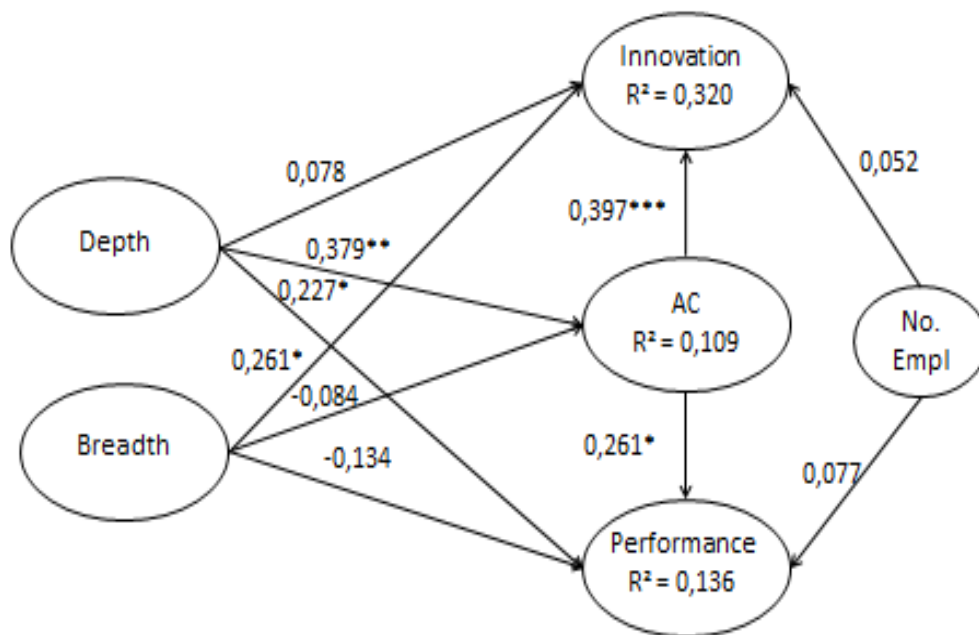 Innovation
R² = 0,320
0,078
0,052
0,397***
Depth
0,379**
0,227*
AC
R² = 0,109
No.
Empl
0,261*
-0,084
Breadth
-0,134
0,261*
0,077
Performance
R² = 0,136